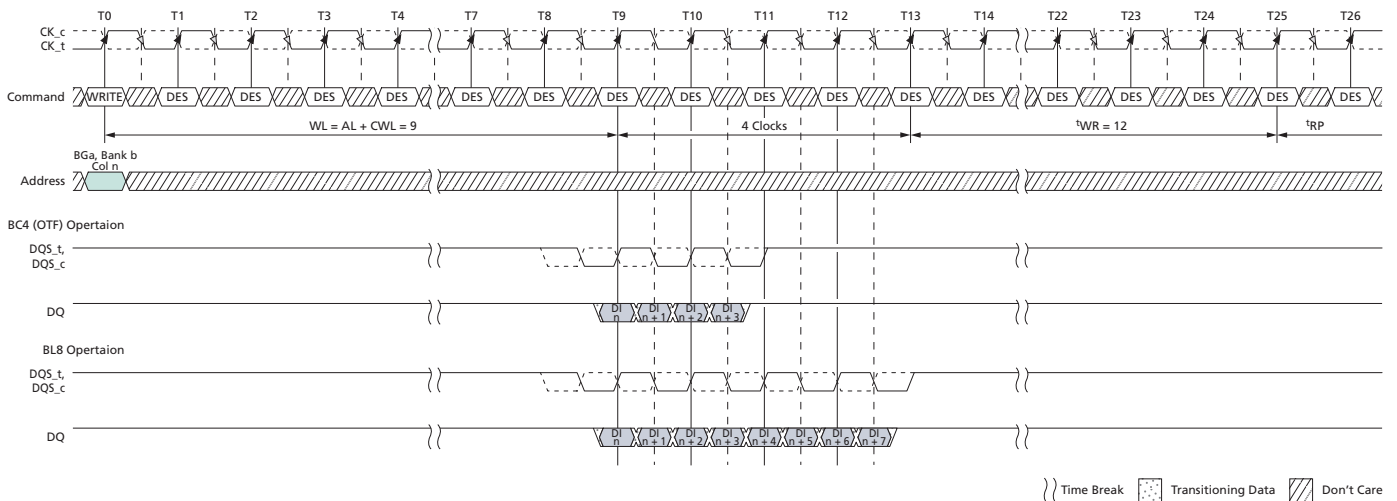 T0 T1 T2 T3 T4 T7 T8 T9 T10 T11 T12 T13 T14 T22 T23 T24 T25 T26
CK_c
CK_t
Command WRITE DES DES DES DES DES DES DES DES DES DES DES DES DES DES DES DES DES
WL = AL + CWL = 9 4 Clocks tWR = 12 tRP
BGa, Bank b
Col n
Address
BC4 (OTF) Opertaion
DQS_t,
DQS_c
DQ DI n DI n + 1 DI n + 2 DI n + 3
BL8 Opertaion
DQS_t,
DQS_c
DQ DI n DI n + 1 DI n + 2 DI n + 3 DI n + 4 DI n + 5 DI n + 6 DI n + 7
Time Break Transitioning Data Don't Care